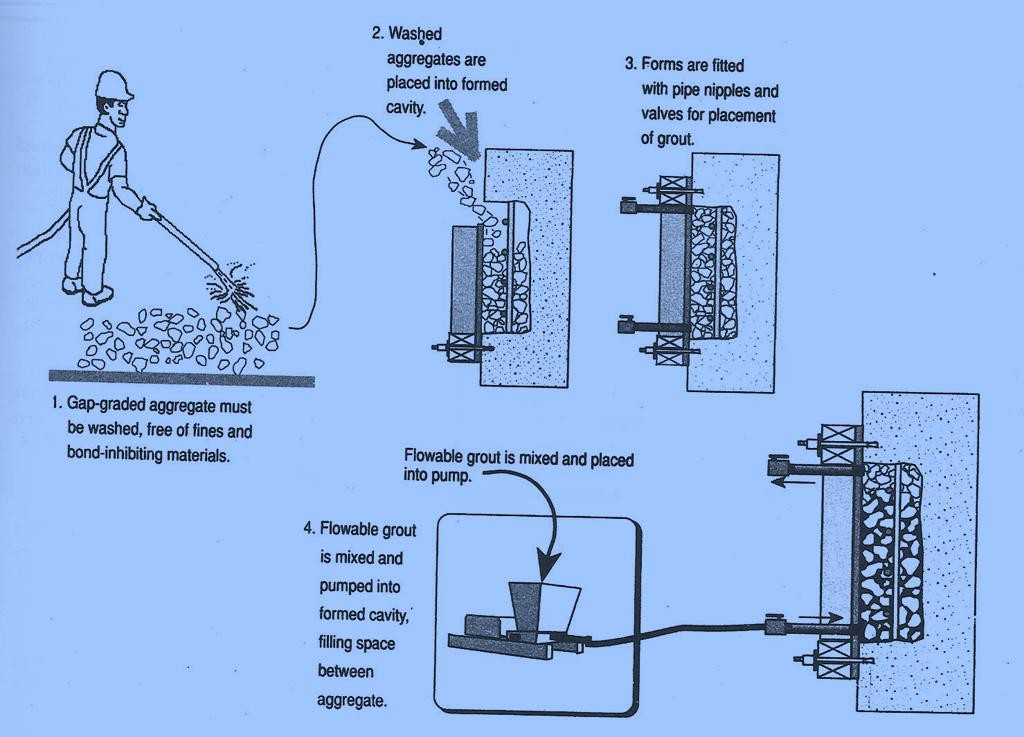 1. Gap-graded aggregate must
be washed, free of fines and
bond-inhibiting materials.
2. Washed
aggregates are
placed into formed
cavity.
3. Forms are fitted
with pipe nipples and
valves for placement
of grout.
Flowable grout is mixed and placed
into pump.
4. Flowable grout
is mixed and
pumped into
formed cavity,
filling space
between
aggregate.